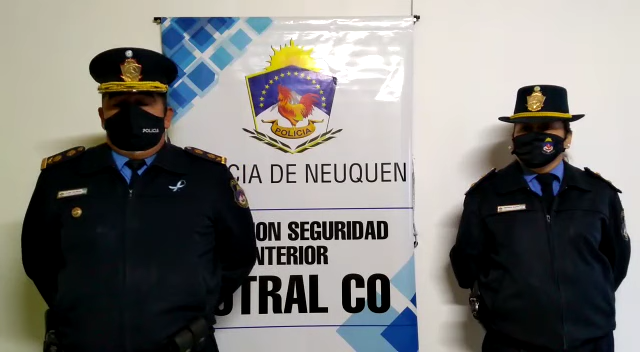 POLICIA
POLICIA
CIA DE NEUQUEN
ON SEGURIDAD
NTERIOR
UTRAL CO